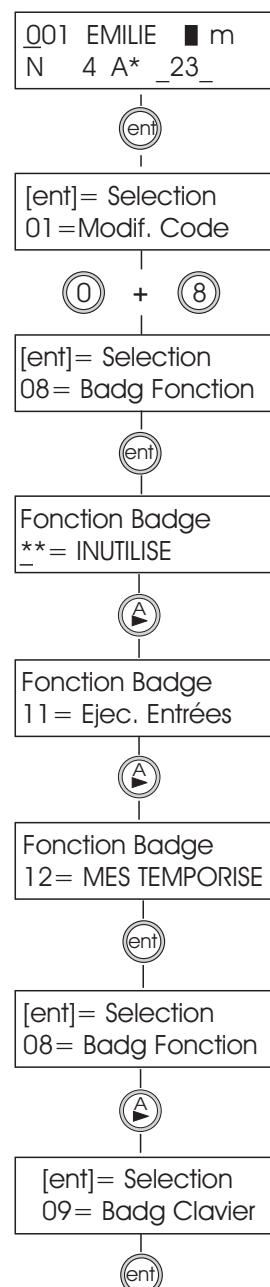 001 EMILIE █ m
N 4 A* _23_
ent
[ent]= Selection
01=Modif. Code
0 + 8
[ent]= Selection
08= Badg Fonction
ent
Fonction Badge
**= INUTILISE
A
Fonction Badge
11= Ejec. Entrées
A
Fonction Badge
12= MES TEMPORISE
ent
[ent]= Selection
08= Badg Fonction
A
[ent]= Selection
09= Badg Clavier
ent